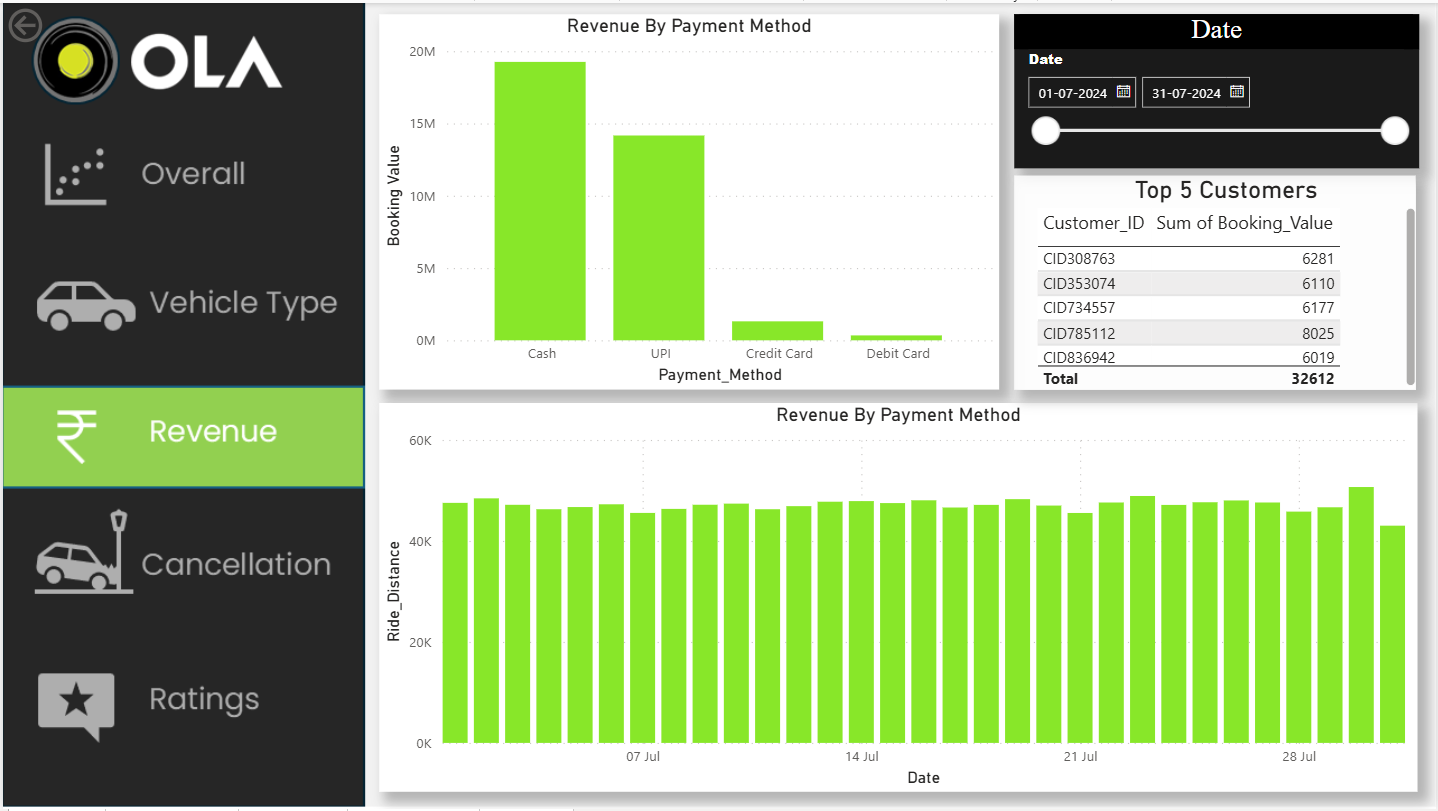 OLA
Overall
Vehicle Type
Revenue
Cancellation
Ratings
Revenue By Payment Method
Booking Value
20M
15M
10M
5M
0M
Cash UPI Credit Card Debit Card
Payment_Method
Date
Date
01-07-2024 31-07-2024
Top 5 Customers
Customer_ID Sum of Booking_Value
CID308763 6281
CID353074 6110
CID734557 6177
CID785112 8025
CID836942 6019
Total 32612
Revenue By Payment Method
Ride_Distance
60K
40K
20K
0K
07 Jul 14 Jul 21 Jul 28 Jul
Date